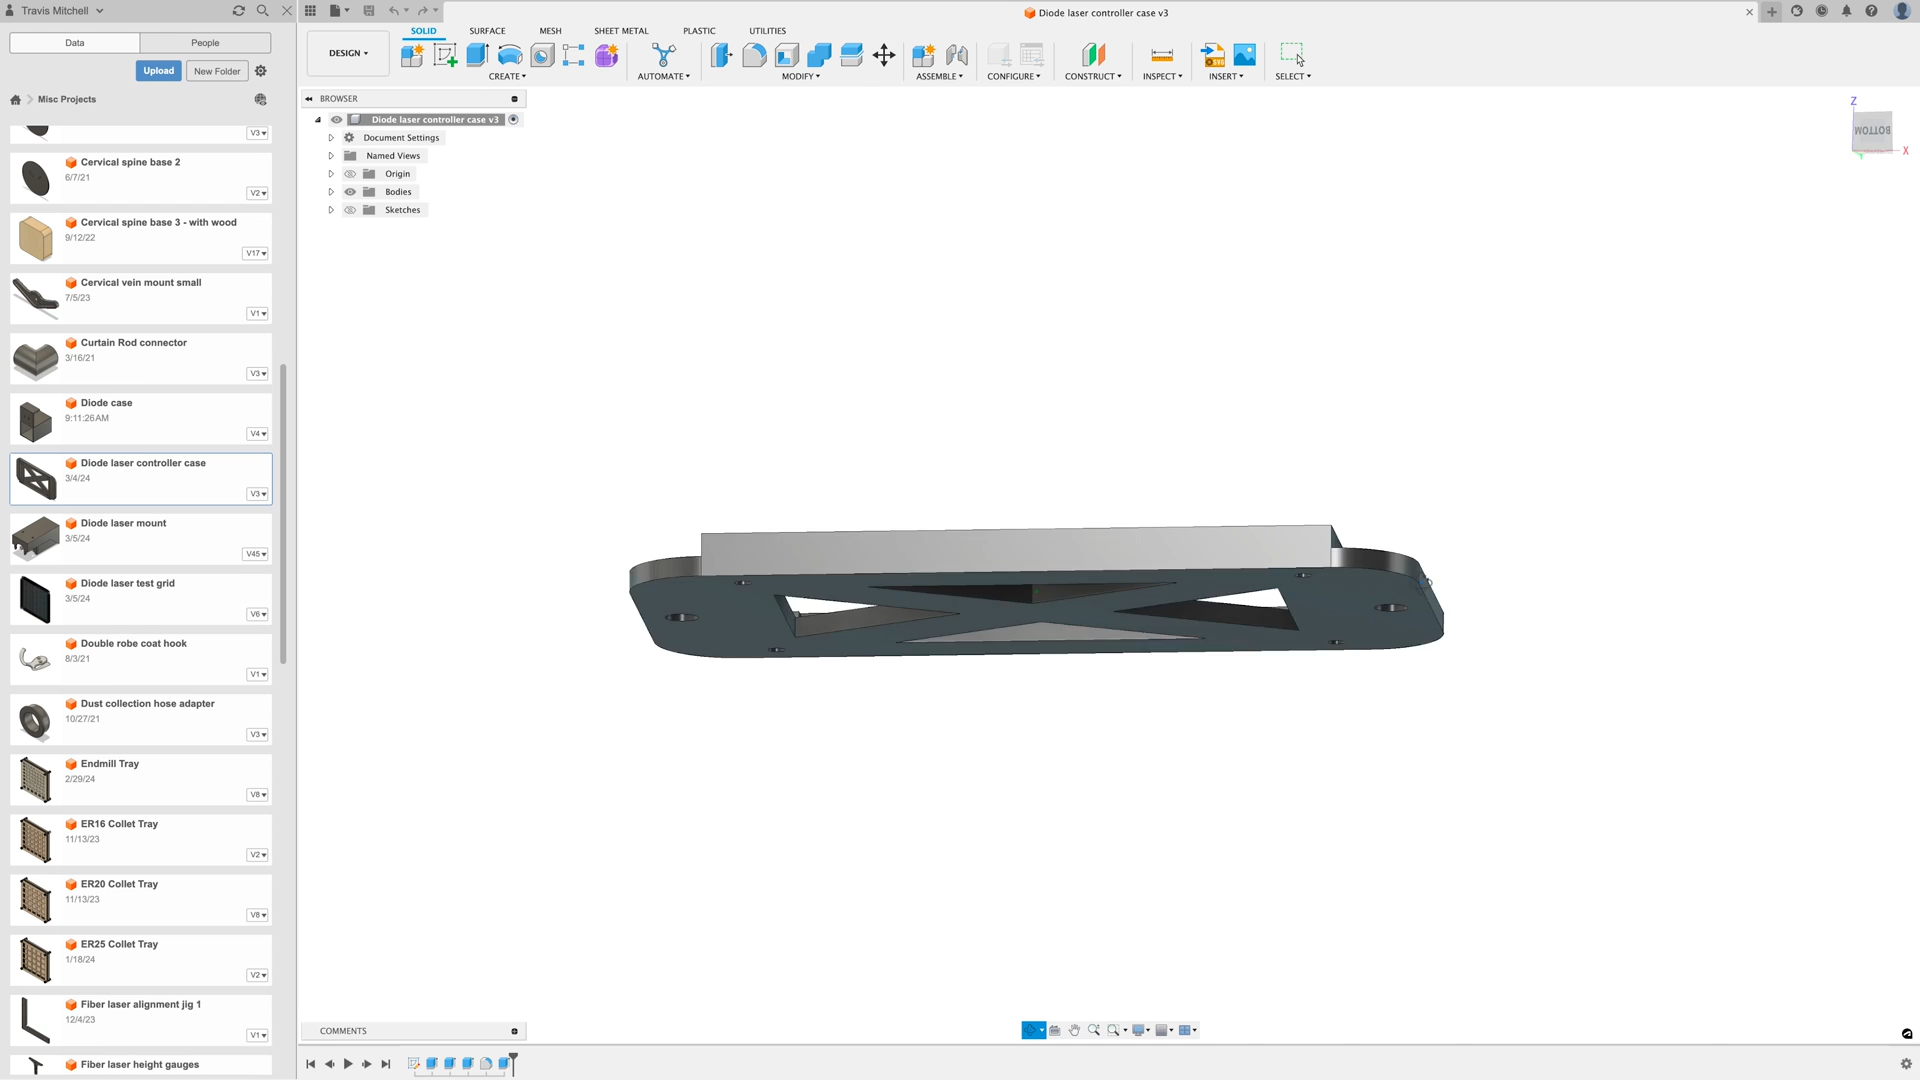 Travis Mitchell
Diode laser controller case v3
Data
People
Upload
New Folder
Misc Projects
V3
Cervical spine base 2
6/7/21
V2
Cervical spine base 3 - with wood
9/12/22
V17
Cervical vein mount small
7/5/23
V1
Curtain Rod connector
3/16/21
V3
Diode case
9:11:26 AM
V4
Diode laser controller case
3/4/24
V3
Diode laser mount
3/5/24
V45
Diode laser test grid
3/5/24
V6
Double robe coat hook
8/3/21
V1
Dust collection hose adapter
10/27/21
V3
Endmill Tray
2/29/24
V8
ER16 Collet Tray
11/13/23
V2
ER20 Collet Tray
11/13/23
V8
ER25 Collet Tray
1/18/24
V2
Fiber laser alignment jig 1
12/4/23
V1
Fiber laser height gauges
DESIGN
SOLID
SURFACE
MESH
SHEET METAL
PLASTIC
UTILITIES
CREATE
AUTOMATE
MODIFY
ASSEMBLE
CONFIGURE
CONSTRUCT
INSPECT
INSERT
SELECT
BROWSER
Diode laser controller case v3
Document Settings
Named Views
Origin
Bodies
Sketches
Z
BOTTOM
X
COMMENTS